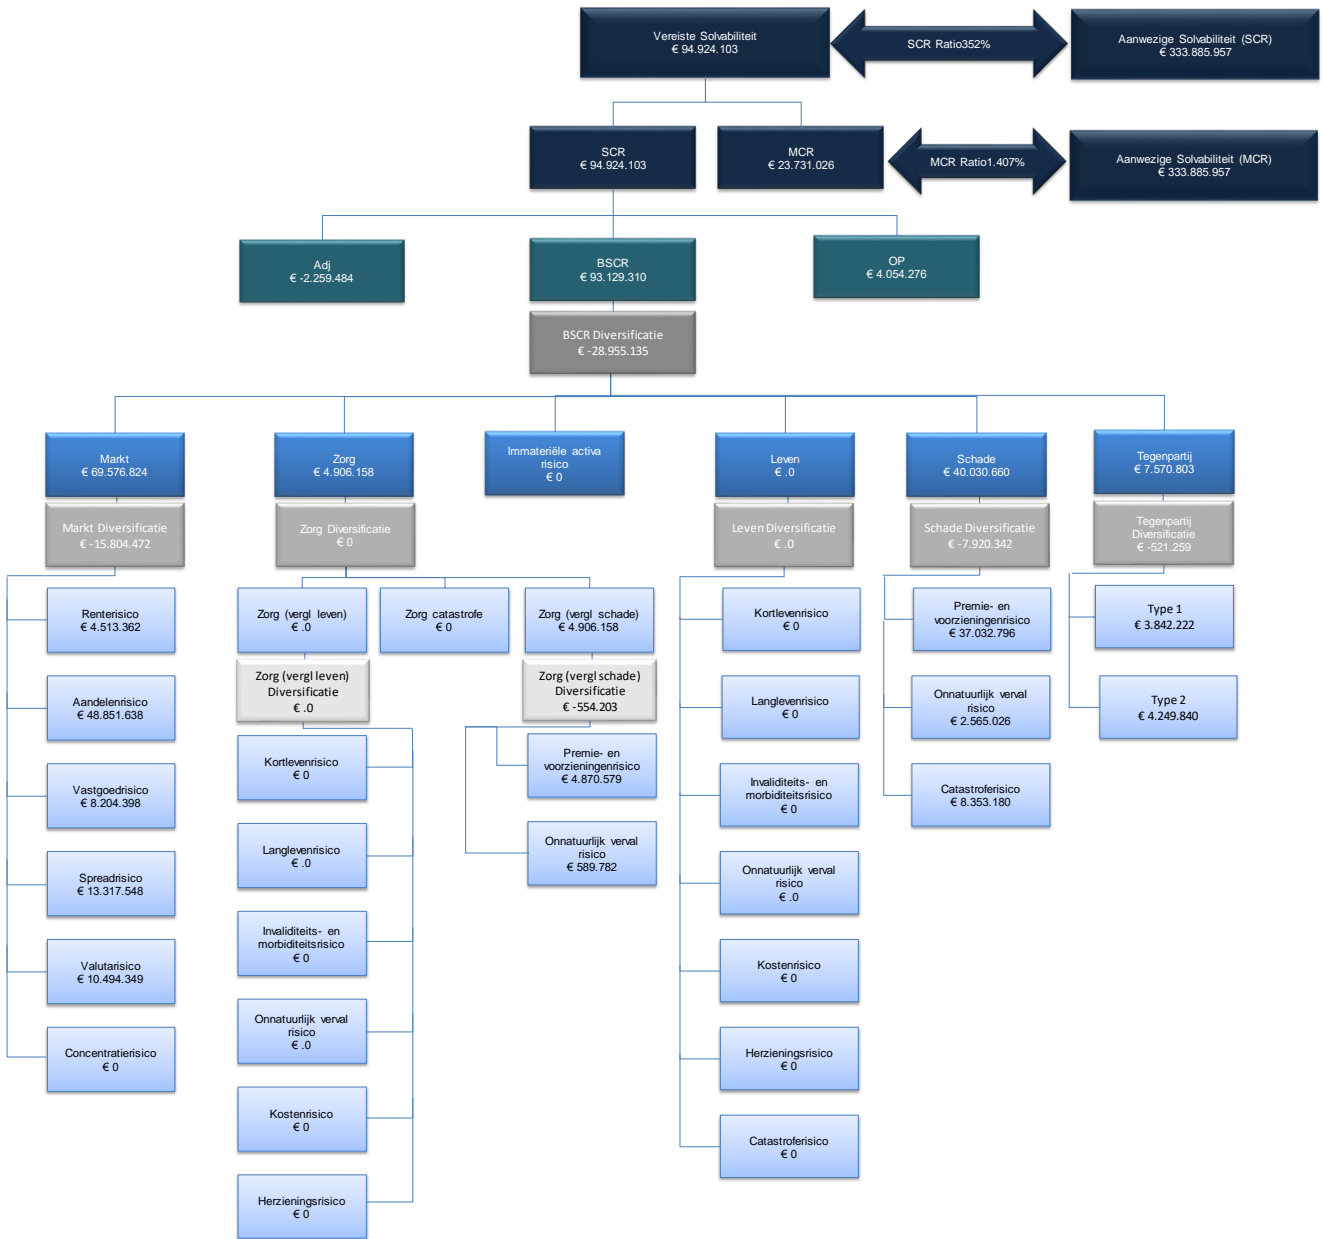 Vereiste Solvabiliteit
€ 94.924.103
SCR Ratio352%
Aanwezige Solvabiliteit (SCR)
€ 333.885.957
SCR
€ 94.924.103
MCR
€ 23.731.026
MCR Ratio1.407%
Aanwezige Solvabiliteit (MCR)
€ 333.885.957
Adj
€ -2.259.484
BSCR
€ 93.129.310
OP
€ 4.054.276
BSCR Diversificatie
€ -28.955.135
Markt
€ 69.576.824
Zorg
€ 4.906.158
Immateriële activa
risico
€ 0
Leven
€ .0
Schade
€ 40.030.660
Tegenpartij
€ 7.570.803
Markt Diversificatie
€ -15.804.472
Zorg Diversificatie
€ 0
Leven Diversificatie
€ .0
Schade Diversificatie
€ -7.920.342
Tegenpartij
Diversificatie
€ -521.259
Renterisico
€ 4.513.362
Aandelenrisico
€ 48.851.638
Vastgoedrisico
€ 8.204.398
Spreadrisico
€ 13.317.548
Valutarisico
€ 10.494.349
Concentratierisico
€ 0
Zorg (vergl leven)
€ .0
Zorg catastrofe
€ 0
Zorg (vergl schade)
€ 4.906.158
Zorg (vergl leven)
Diversificatie
€ .0
Zorg (vergl schade)
Diversificatie
€ -554.203
Kortlevenrisico
€ 0
Langlevenrisico
€ .0
Invaliditeits- en
morbiditeitsrisico
€ 0
Onnatuurlijk verval
risico
€ .0
Kostenrisico
€ 0
Herzieningsrisico
€ 0
Premie- en
voorzieningenrisico
€ 4.870.579
Onnatuurlijk verval
risico
€ 589.782
Kortlevenrisico
€ 0
Langlevenrisico
€ 0
Invaliditeits- en
morbiditeitsrisico
€ 0
Onnatuurlijk verval
risico
€ .0
Kostenrisico
€ 0
Herzieningsrisico
€ 0
Catastroferisico
€ 0
Premie- en
voorzieningenrisico
€ 37.032.796
Onnatuurlijk verval
risico
€ 2.565.026
Catastroferisico
€ 8.353.180
Type 1
€ 3.842.222
Type 2
€ 4.249.840